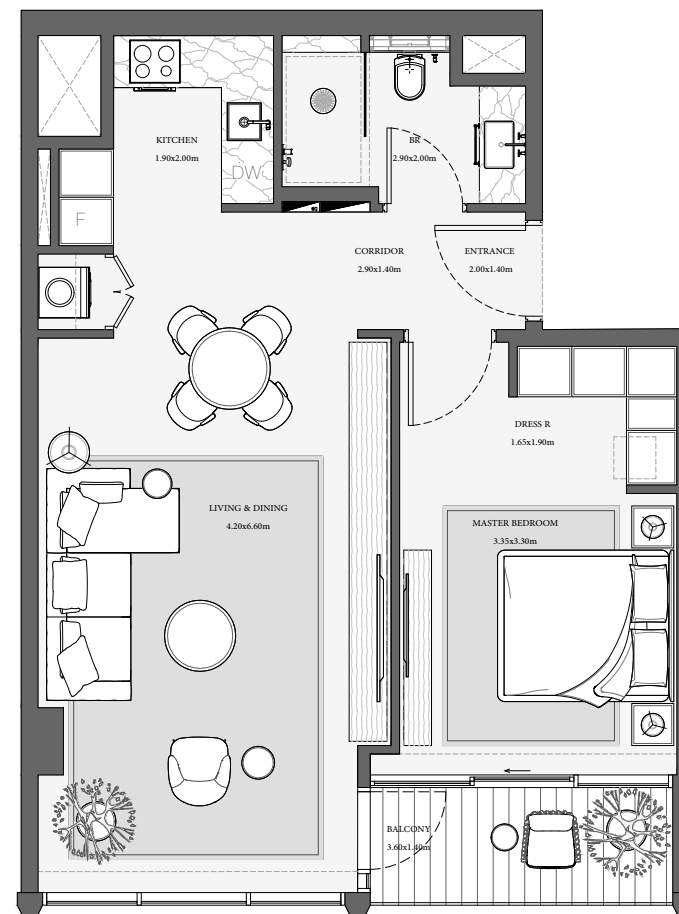 KITCHEN
1.90x2.00m
BR
2.90x2.00m
DW
F
CORRIDOR
2.90x1.40m
ENTRANCE
2.00x1.40m
DRESS R
1.65x1.90m
LIVING & DINING
4.20x6.60m
MASTER BEDROOM
3.35x3.30m
BALCONY
3.60x1.40m